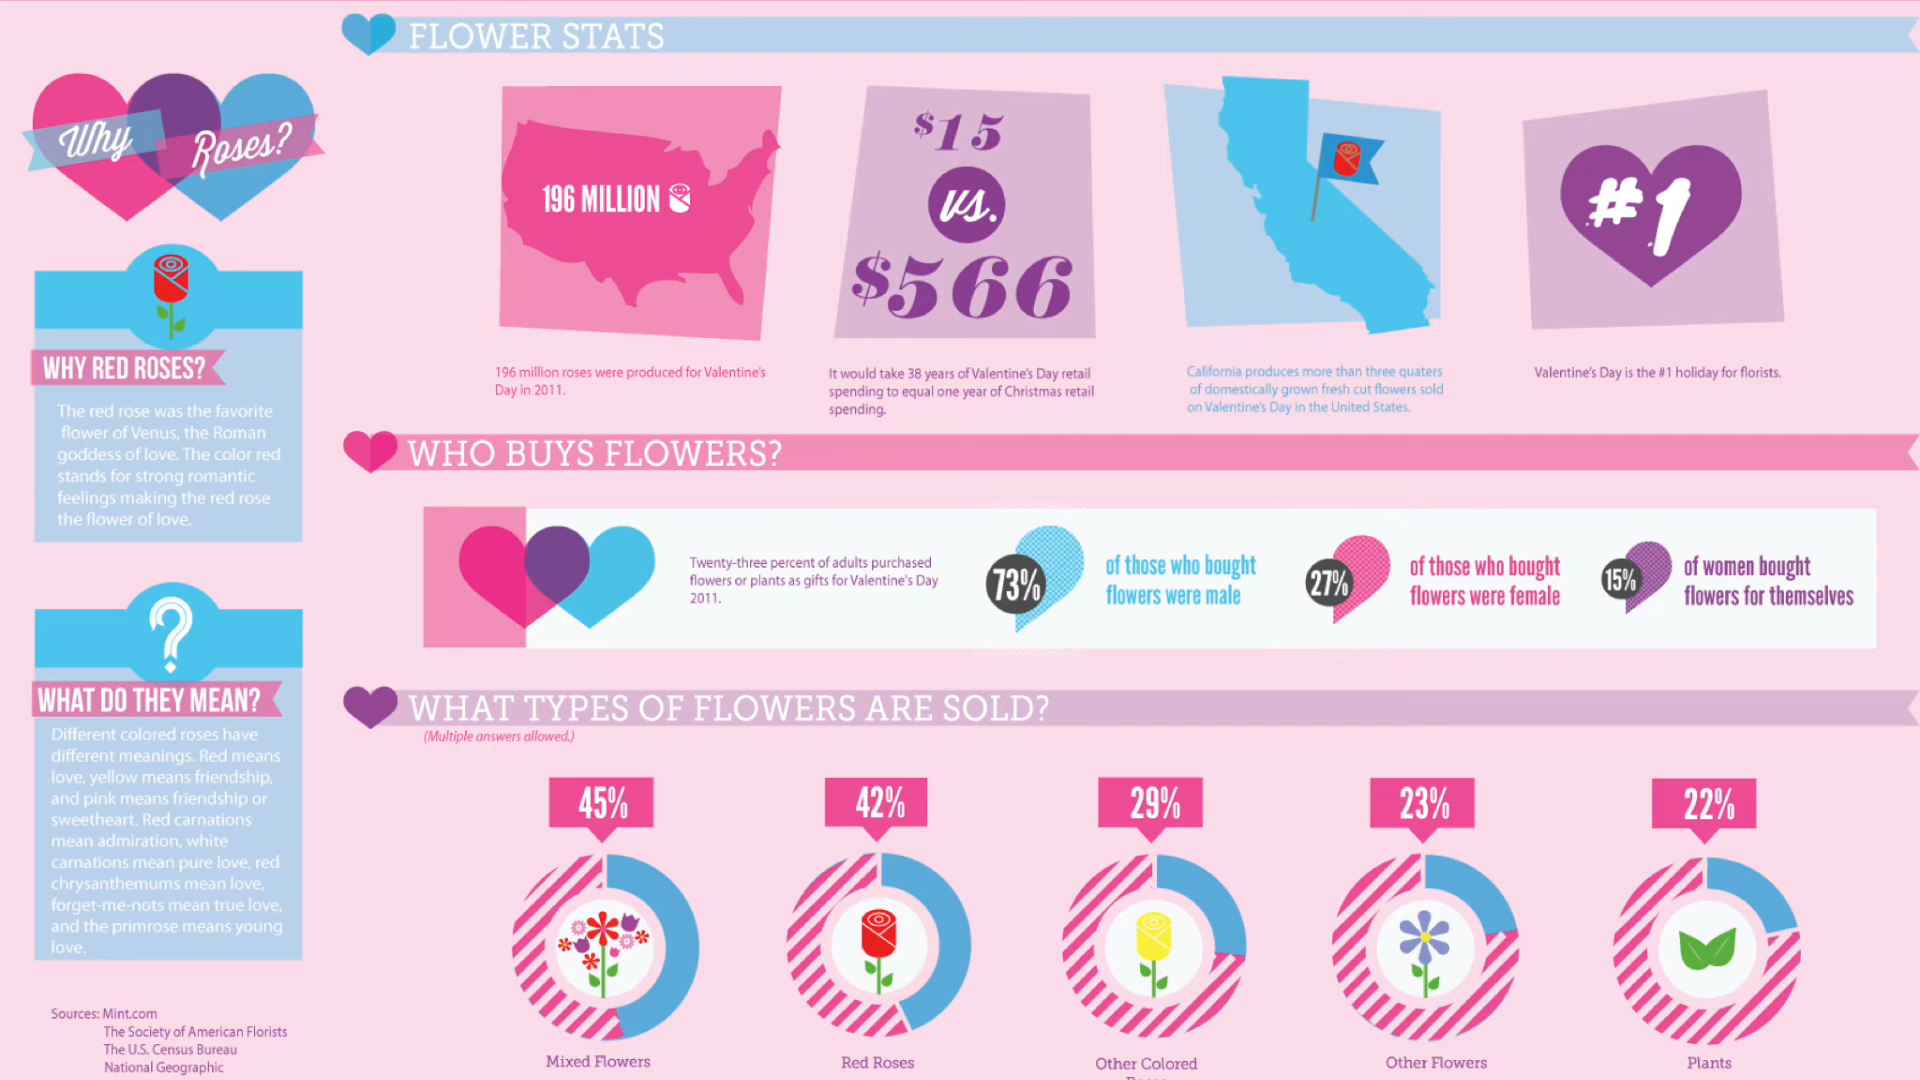 Why Roses?
WHY RED ROSES?
The red rose was the favorite
flower of Venus, the Roman
goddess of love. The color red
stands for strong romantic
feelings making the red rose
the flower of love.
?
WHAT DO THEY MEAN?
Different colored roses have
different meanings. Red means
love, yellow means friendship,
and pink means friendship or
sweetheart. Red carnations
mean admiration, white
carnations mean pure love, red
chrysanthemums mean love,
forget-me-nots mean true love,
and the primrose means young
love.
Sources: Mint.com
The Society of American Florists
The U.S. Census Bureau
National Geographic
FLOWER STATS
196 MILLION
196 million roses were produced for Valentine's
Day in 2011.
$15
vs.
$566
It would take 38 years of Valentine's Day retail
spending to equal one year of Christmas retail
spending.
California produces more than three quaters
of domestically grown fresh cut flowers sold
on Valentine's Day in the United States.
#1
Valentine's Day is the #1 holiday for florists.
WHO BUYS FLOWERS?
Twenty-three percent of adults purchased
flowers or plants as gifts for Valentine's Day
2011.
73%
of those who bought
flowers were male
27%
of those who bought
flowers were female
15%
of women bought
flowers for themselves
WHAT TYPES OF FLOWERS ARE SOLD?
(Multiple answers allowed.)
45%
Mixed Flowers
42%
Red Roses
29%
Other Colored
23%
Other Flowers
22%
Plants